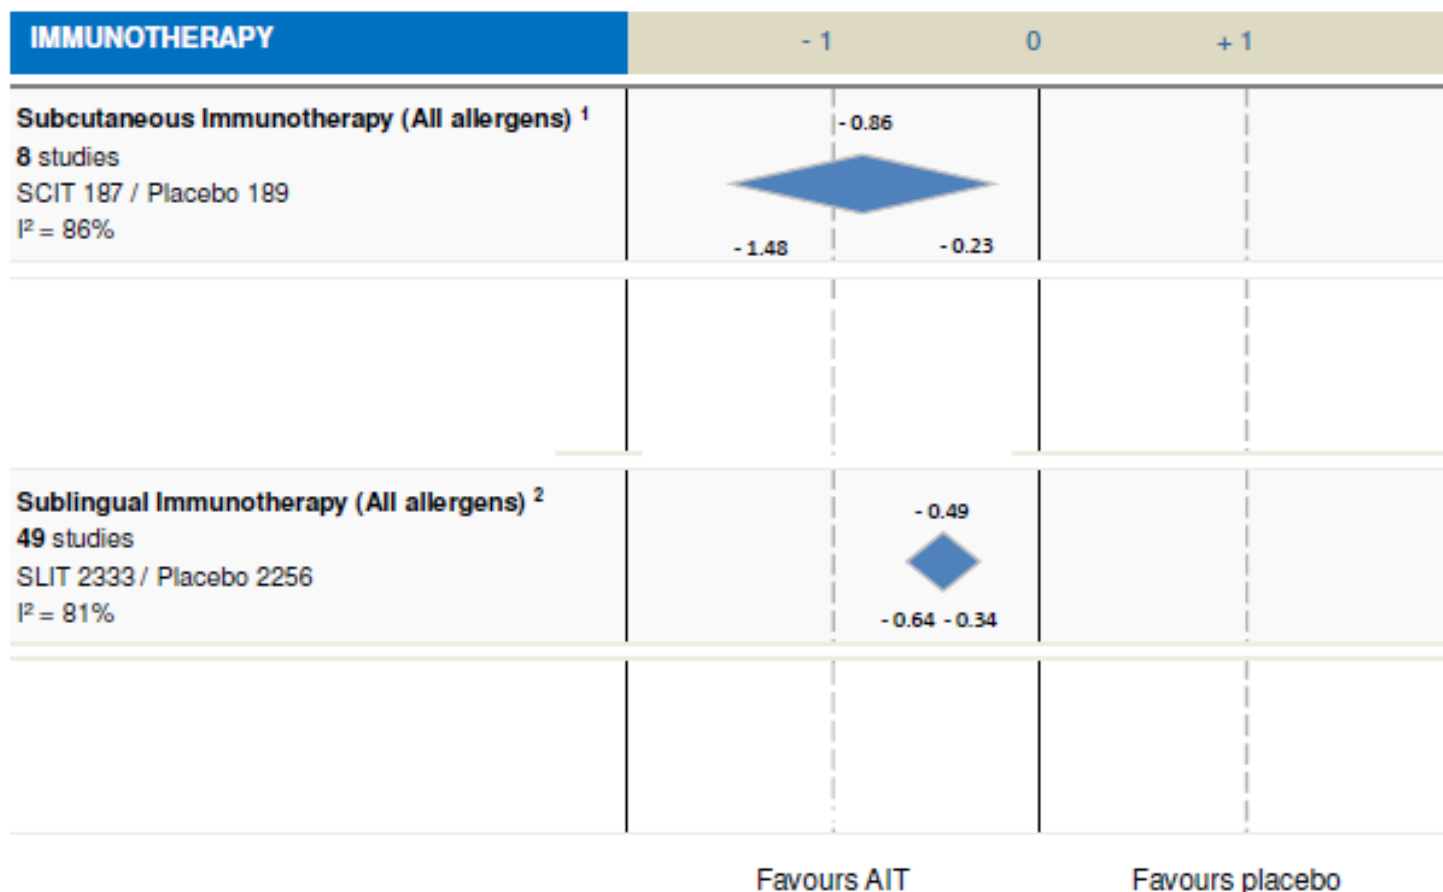 IMMUNOTHERAPY - 1 0 + 1
Subcutaneous Immunotherapy (All allergens) ¹
- 0.86
8 studies
SCIT 187 / Placebo 189
I² = 86%
- 1.48 - 0.23
Sublingual Immunotherapy (All allergens) ²
- 0.49
49 studies
SLIT 2333 / Placebo 2256
I² = 81%
- 0.64 - 0.34
Favours AIT Favours placebo